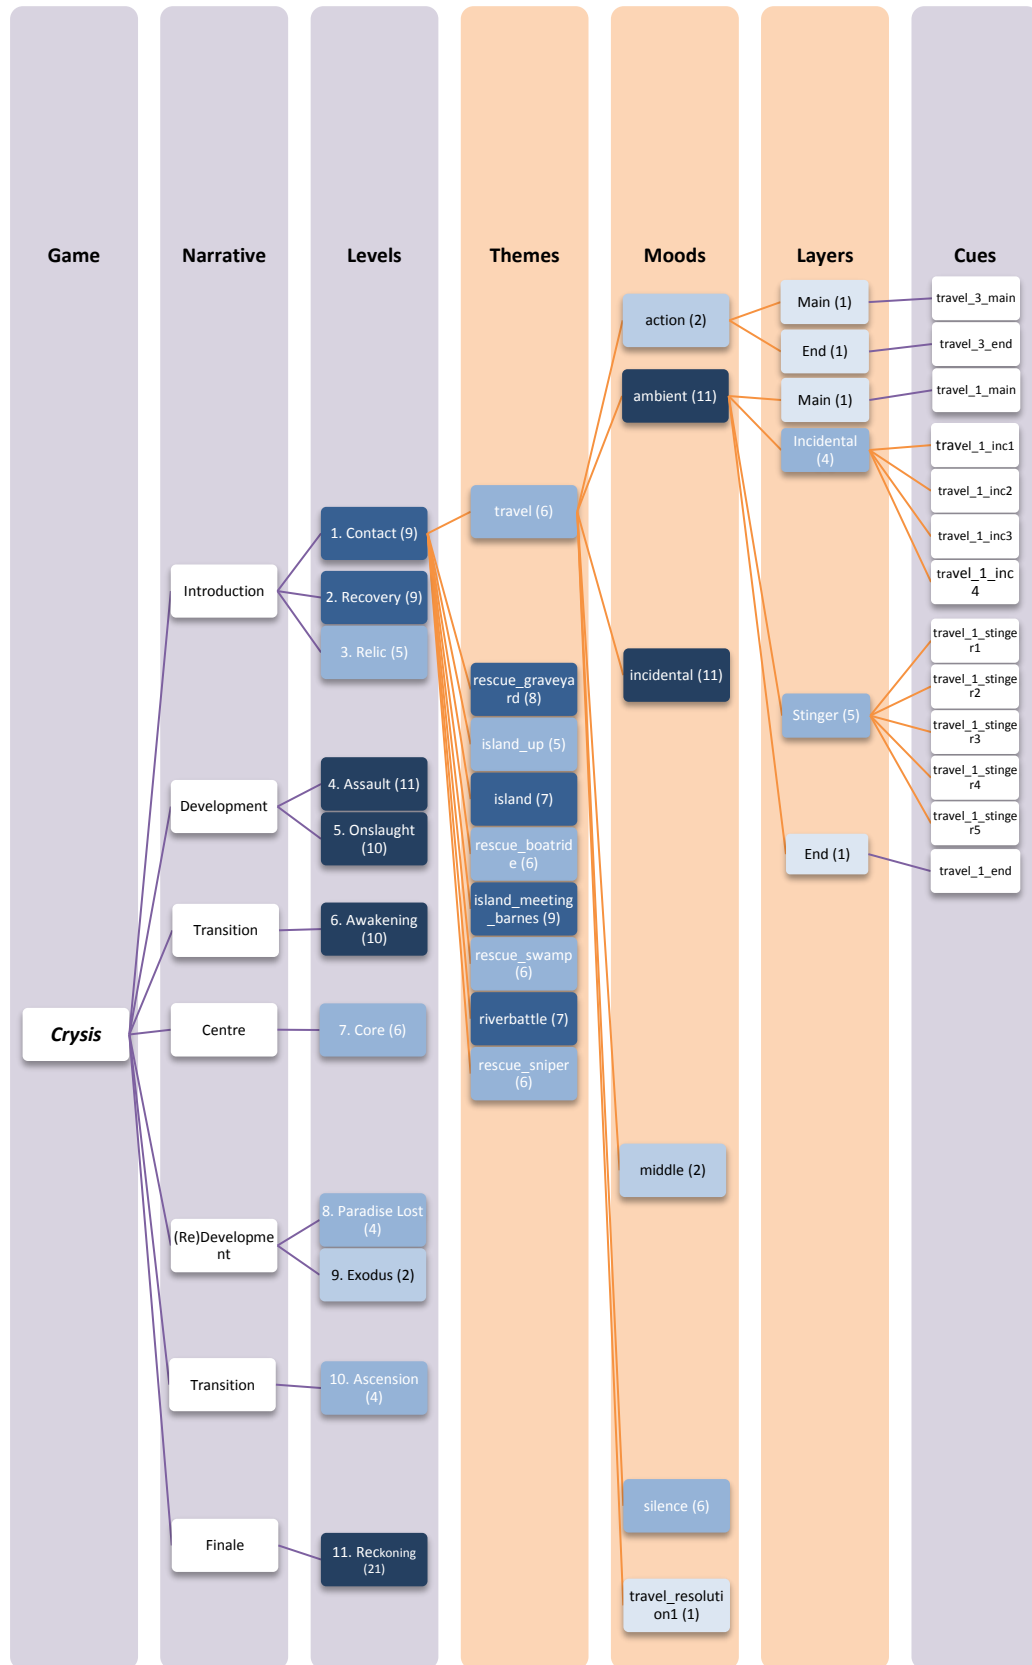 Game
Narrative
Levels
Themes
Moods
Layers
Cues
Crysis
Introduction
Development
Transition
Centre
(Re)Developme
nt
Transition
Finale
1. Contact (9)
2. Recovery (9)
3. Relic (5)
4. Assault (11)
5. Onslaught
(10)
6. Awakening
(10)
7. Core (6)
8. Paradise Lost
(4)
9. Exodus (2)
10. Ascension
(4)
11. Reckoning
(21)
travel (6)
rescue_graveya
rd (8)
island_up (5)
island (7)
rescue_boatrid
e (6)
island_meeting
_barnes (9)
rescue_swamp
(6)
riverbattle (7)
rescue_sniper
(6)
action (2)
ambient (11)
incidental (11)
middle (2)
silence (6)
travel_resoluti
on1 (1)
Main (1)
End (1)
Main (1)
Incidental
(4)
Stinger (5)
End (1)
travel_3_main
travel_3_end
travel_1_main
travel_1_inc1
travel_1_inc2
travel_1_inc3
travel_1_inc
4
travel_1_stinge
r1
travel_1_stinge
r2
travel_1_stinge
r3
travel_1_stinge
r4
travel_1_stinge
r5
travel_1_end